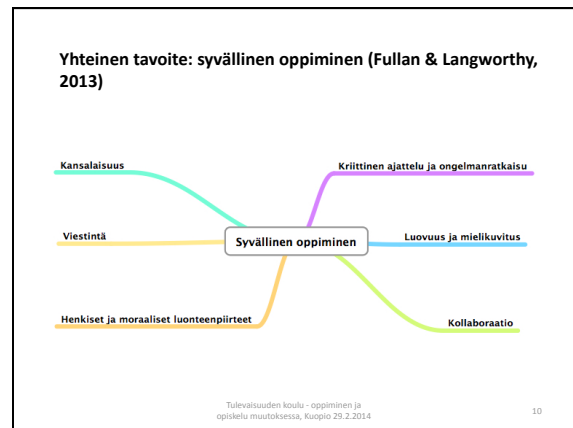 Yhteinen tavoite: syvällinen oppiminen (Fullan & Langworthy,
2013)
Kansalaisuus
Kriittinen ajattelu ja ongelmanratkaisu
Viestintä
Syvällinen oppiminen
Luovuus ja mielikuvitus
Henkiset ja moraaliset luonteenpiirteet
Kollaboraatio
Tulevaisuuden koulu - oppiminen ja
opiskelu muutoksessa, Kuopio 29.2.2014
10